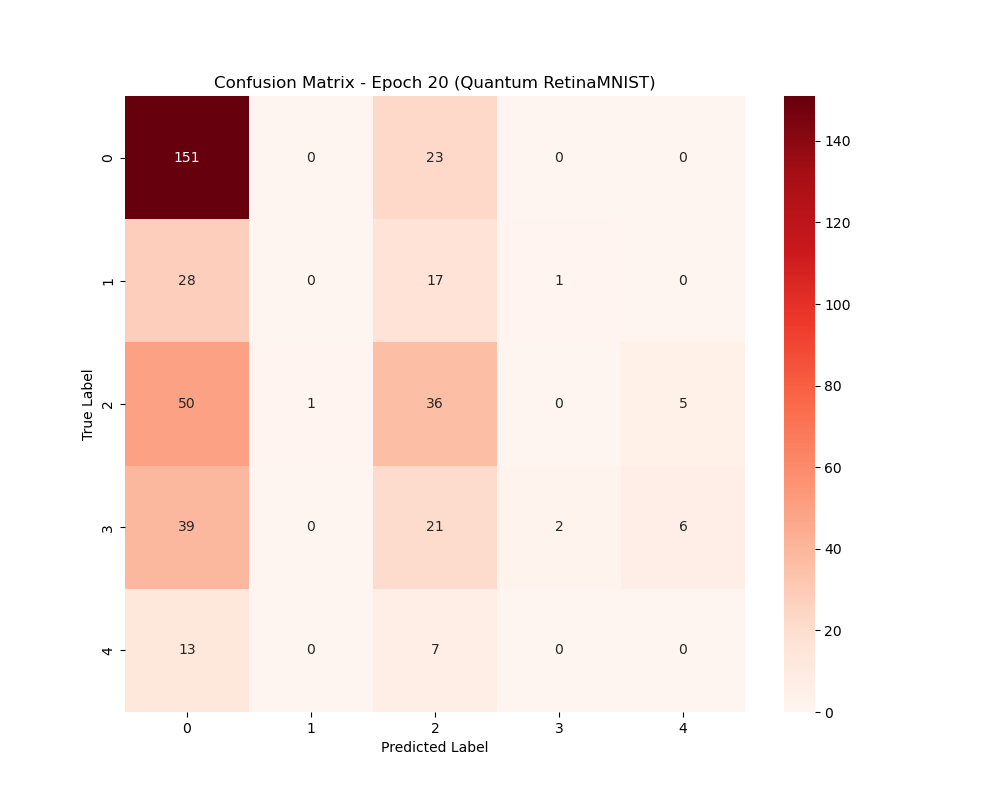 Confusion Matrix - Epoch 20 (Quantum RetinaMNIST)
True Label
0 151 0 23 0 0
1 28 0 17 1 0
2 50 1 36 0 5
3 39 0 21 2 6
4 13 0 7 0 0
0 1 2 3 4
Predicted Label
140
120
100
80
60
40
20
0